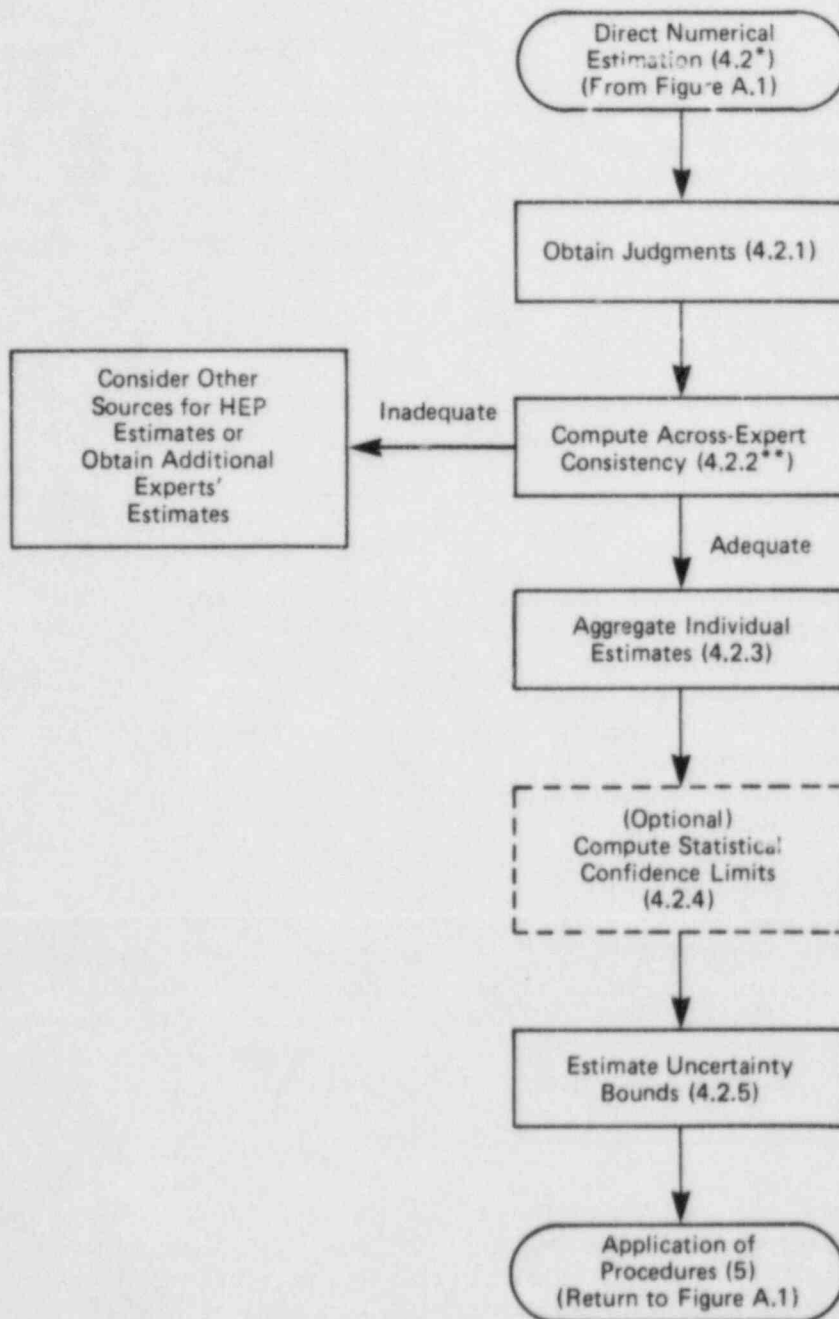 Direct Numerical
Estimation (4.2*)
(From Figure A.1)
Obtain Judgments (4.2.1)
Consider Other
Sources for HEP
Estimates or
Obtain Additional
Experts'
Estimates
Inadequate
Compute Across-Expert
Consistency (4.2.2**)
Adequate
Aggregate Individual
Estimates (4.2.3)
(Optional)
Compute Statistical
Confidence Limits
(4.2.4)
Estimate Uncertainty
Bounds (4.2.5)
Application of
Procedures (5)
(Return to Figure A.1)